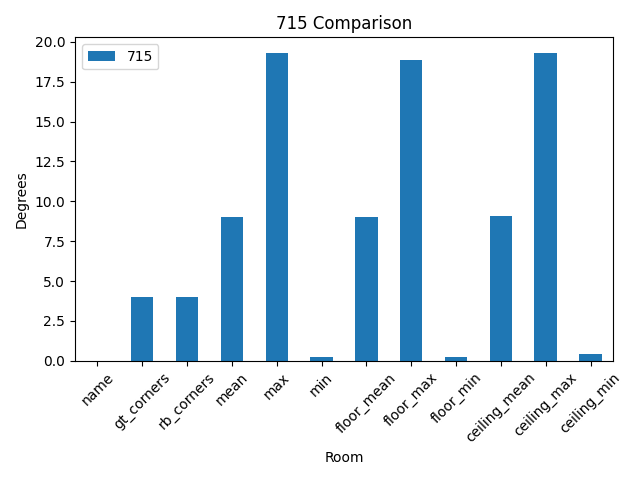 715 Comparison
715
Degrees
20.0
17.5
15.0
12.5
10.0
7.5
5.0
2.5
0.0
name
gt_corners
rb_corners
mean
max
min
floor_mean
floor_max
floor_min
ceiling_mean
ceiling_max
ceiling_min
Room